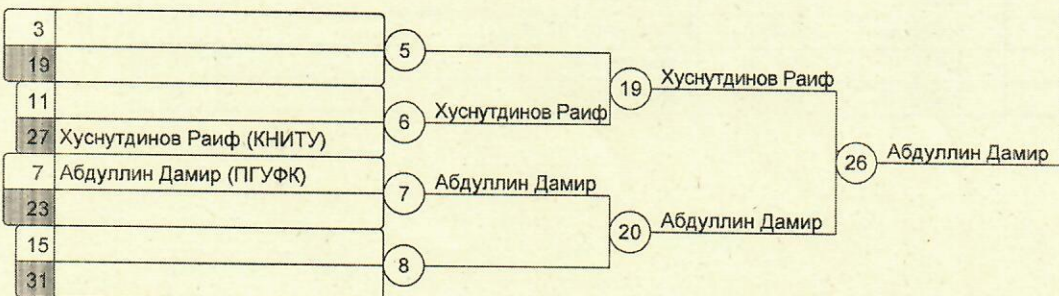 3
5
19
19 Хуснутдинов Раиф
11
6 Хуснутдинов Раиф
27 Хуснутдинов Раиф (КНИТУ)
26 Абдуллин Дамир
7 Абдуллин Дамир (ПГУФК)
7 Абдуллин Дамир
23
20 Абдуллин Дамир
15
8
31